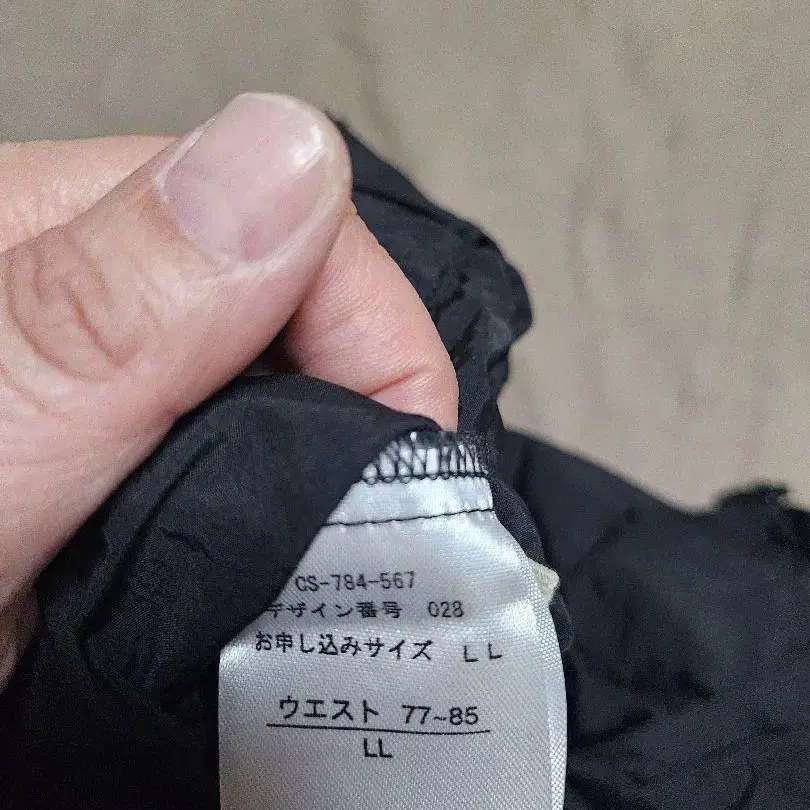 CS-784-567
デザイン番号 028
お申し込みサイズ LL
ウエスト 77~85
LL